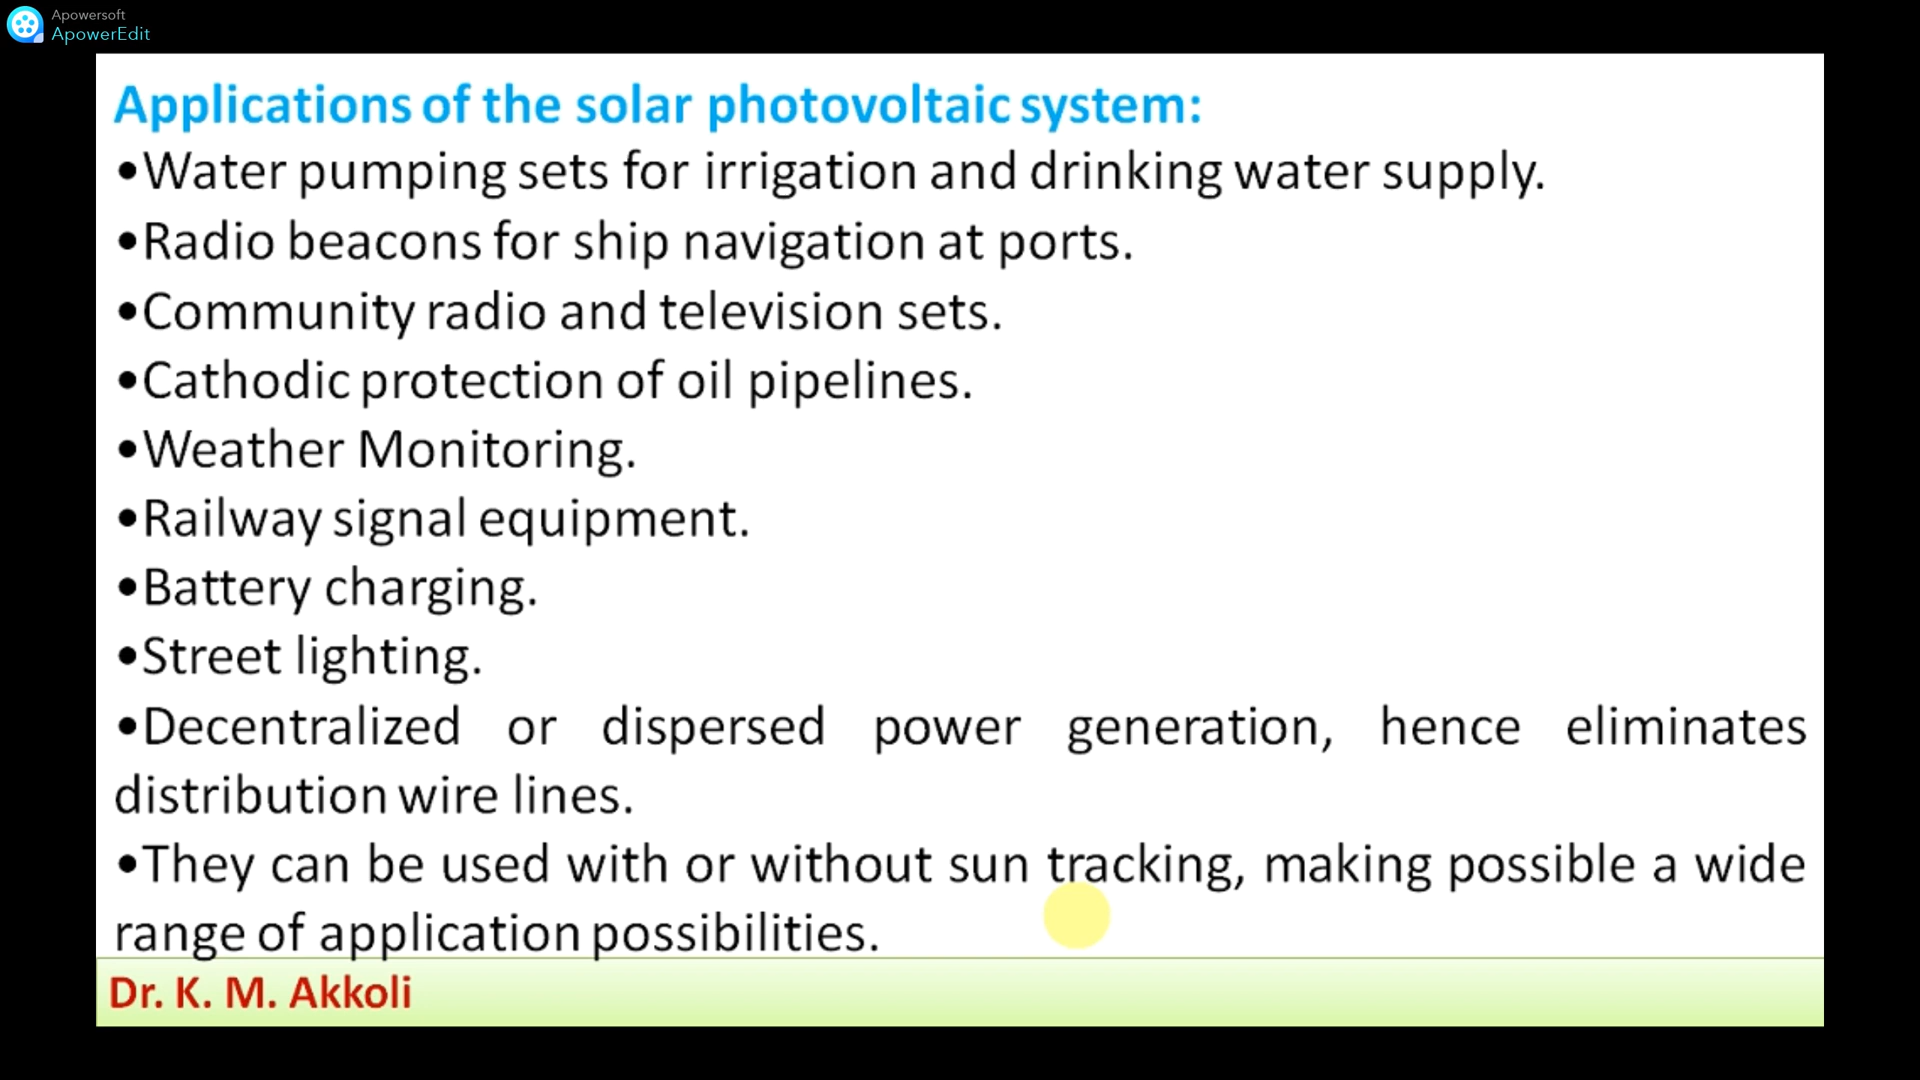 Apowersoft
ApowerEdit
Applications of the solar photovoltaic system:
•Water pumping sets for irrigation and drinking water supply.
•Radio beacons for ship navigation at ports.
•Community radio and television sets.
•Cathodic protection of oil pipelines.
•Weather Monitoring.
•Railway signal equipment.
•Battery charging.
•Street lighting.
•Decentralized or dispersed power generation, hence eliminates
distribution wire lines.
•They can be used with or without sun tracking, making possible a wide
range of application possibilities.
Dr. K. M. Akkoli